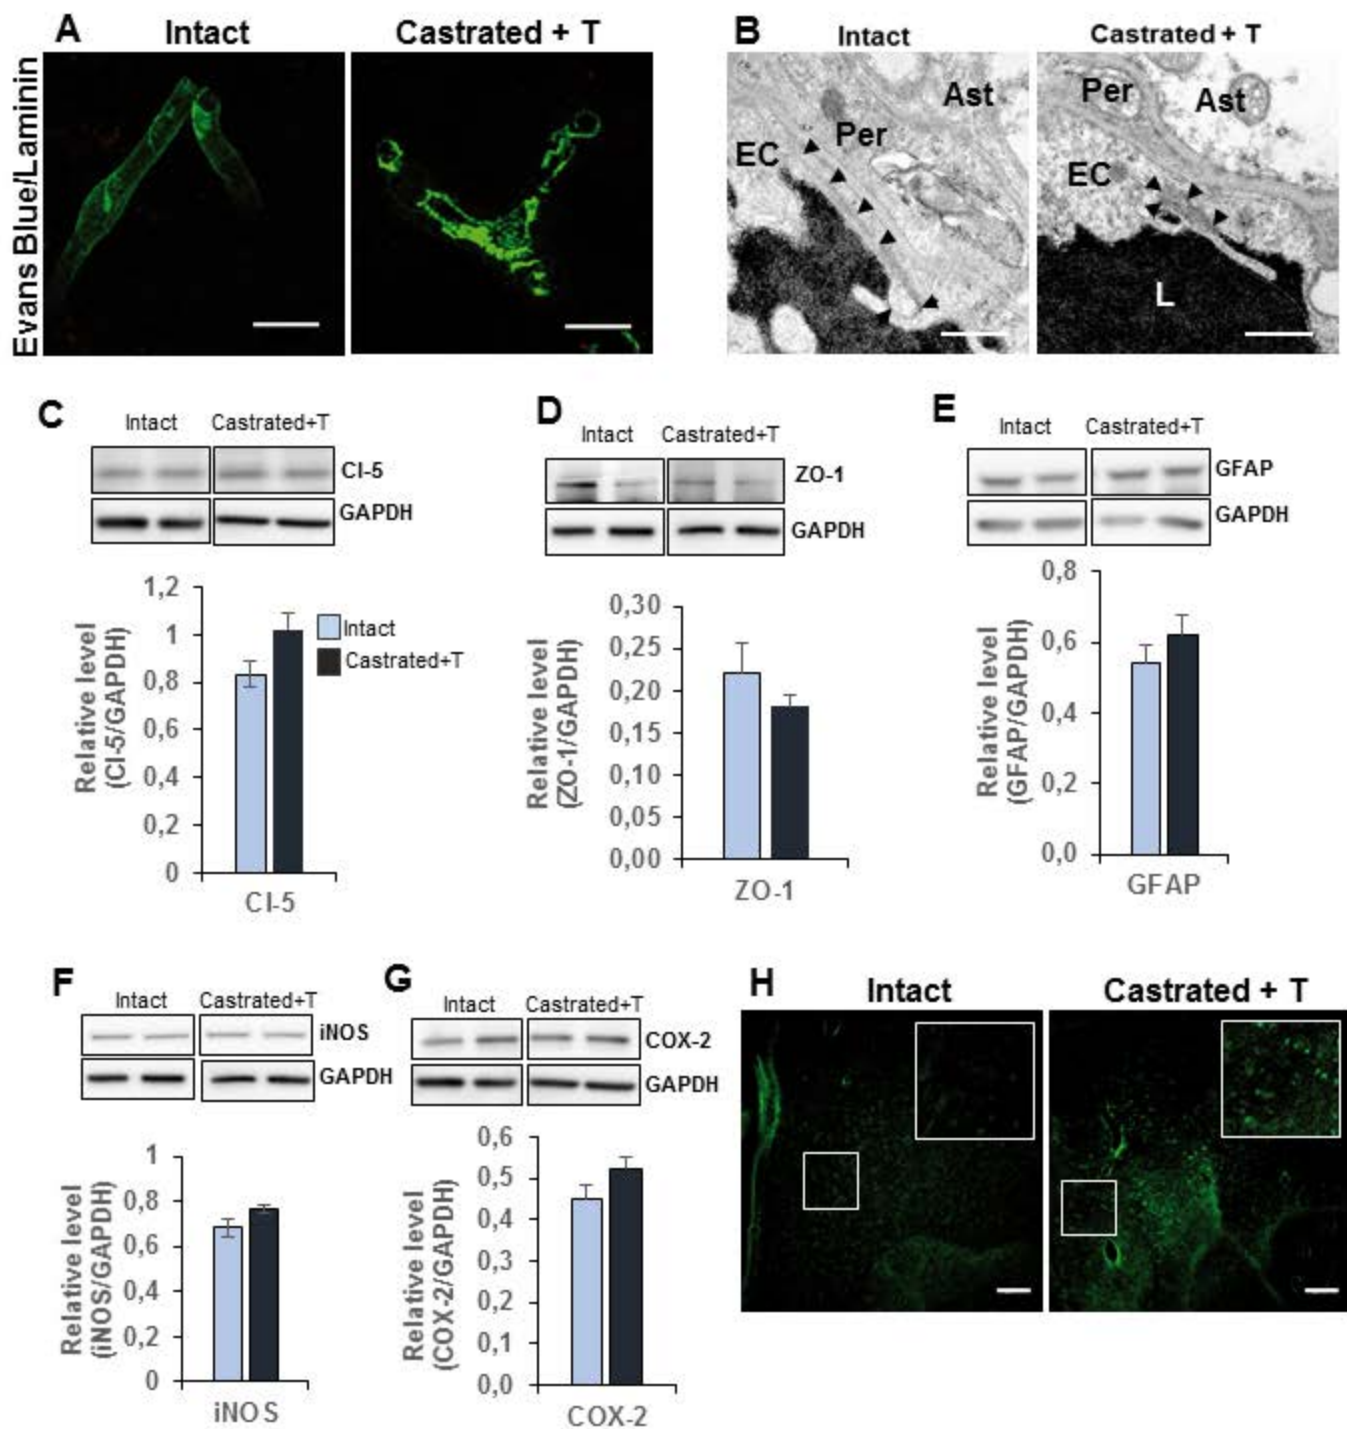 A
Intact
Castrated + T
Evans Blue/Laminin
B
Intact
Castrated + T
Ast
Per
EC
Per
Ast
EC
L
C
Intact
Castrated+T
Cl-5
GAPDH
1,2
1
0,8
0,6
0,4
0,2
0
Relative level
(Cl-5/GAPDH)
Cl-5
Intact
Castrated+T
D
Intact
Castrated+T
ZO-1
GAPDH
0,30
0,25
0,20
0,15
0,10
0,05
0,00
Relative level
(ZO-1/GAPDH)
ZO-1
E
Intact
Castrated+T
GFAP
GAPDH
0,8
0,6
0,4
0,2
0,0
Relative level
(GFAP/GAPDH)
GFAP
F
Intact
Castrated+T
iNOS
GAPDH
1
0,8
0,6
0,4
0,2
0
Relative level
(iNOS/GAPDH)
iNOS
G
Intact
Castrated+T
COX-2
GAPDH
0,6
0,5
0,4
0,3
0,2
0,1
0,0
Relative level
(COX-2/GAPDH)
COX-2
H
Intact
Castrated + T